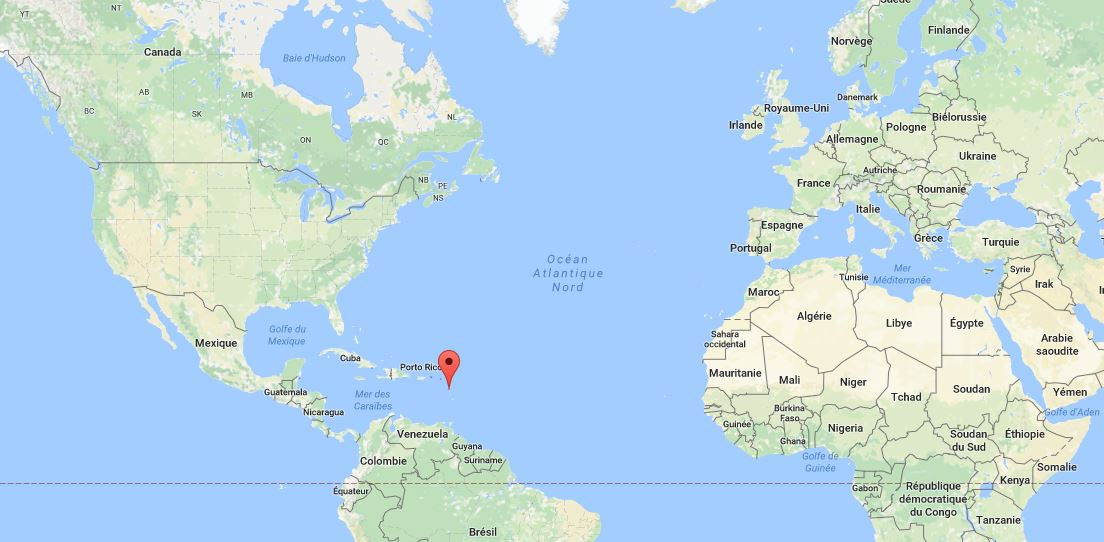 Suède
NT
YT
Finlande
Norvège
Canada
Baie d'Hudson
AB
MB
Danemark
BC
SK
NL
Royaume-Uni
Biélorussie
Irlande
Pologne
ON
QC
Allemagne
Ukraine
Autriche
NB
PE
France
Roumanie
NS
Italie
Espagne
Grèce
Turquie
Portugal
Océan
Atlantique
Nord
Mer
Méditerranée
Syrie
Tunisie
Irak
Maroc
Algérie
Libye
Égypte
Golfe du
Mexique
Sahara
occidental
Arabie
saoudite
Mexique
Cuba
Porto Rico
Mauritanie
Mali
Niger
Soudan
Yémen
Guatemala
Mer des
Caraïbes
Tchad
Nicaragua
Burkina
Faso
Golfe d'Aden
Guinée
Nigeria
Venezuela
Ghana
Soudan
du Sud
Éthiopie
Guyana
Colombie
Suriname
Golfe de
Guinée
Somalie
Kenya
Équateur
Gabon
République
démocratique
du Congo
Tanzanie
Brésil